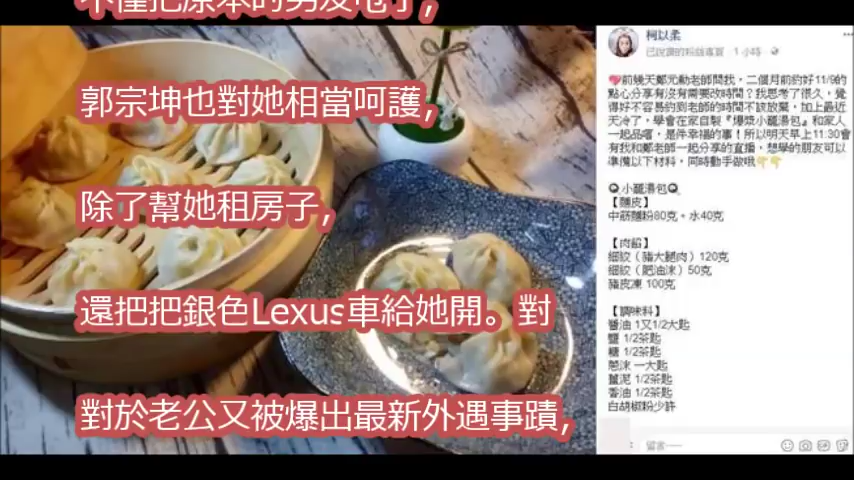 不僅把原本的男友甩了,
郭宗坤也對她相當呵護,
除了幫她租房子,
還把把銀色Lexus車給她開。對
對於老公又被爆出最新外遇事蹟,
柯以柔
1 小時
前幾天鄭元勳老師問我,二個月前約好11/9的
點心分享有沒有需要改時間?我思考了很久,覺
得好不容易約到老師的時間不該放棄,加上最近
天冷了,學會在家自製『爆漿小籠湯包』和家人
一起品嚐,是件幸福的事!所以明天早上11:30會
有我和鄭老師一起分享的直播,想學的朋友可以
準備以下材料,同時動手做哦
小籠湯包
【麵皮】
中筋麵粉80克。水40克
【肉餡】
細絞(豬大腿肉)120克
細絞(肥油沫)50克
豬皮凍 100克
【調味料】
醬油 1又1/2大匙
鹽 1/2茶匙
糖 1/2茶匙
蔥沫 一大匙
薑泥 1/2茶匙
香油 1/2茶匙
白胡椒粉少許
留言……